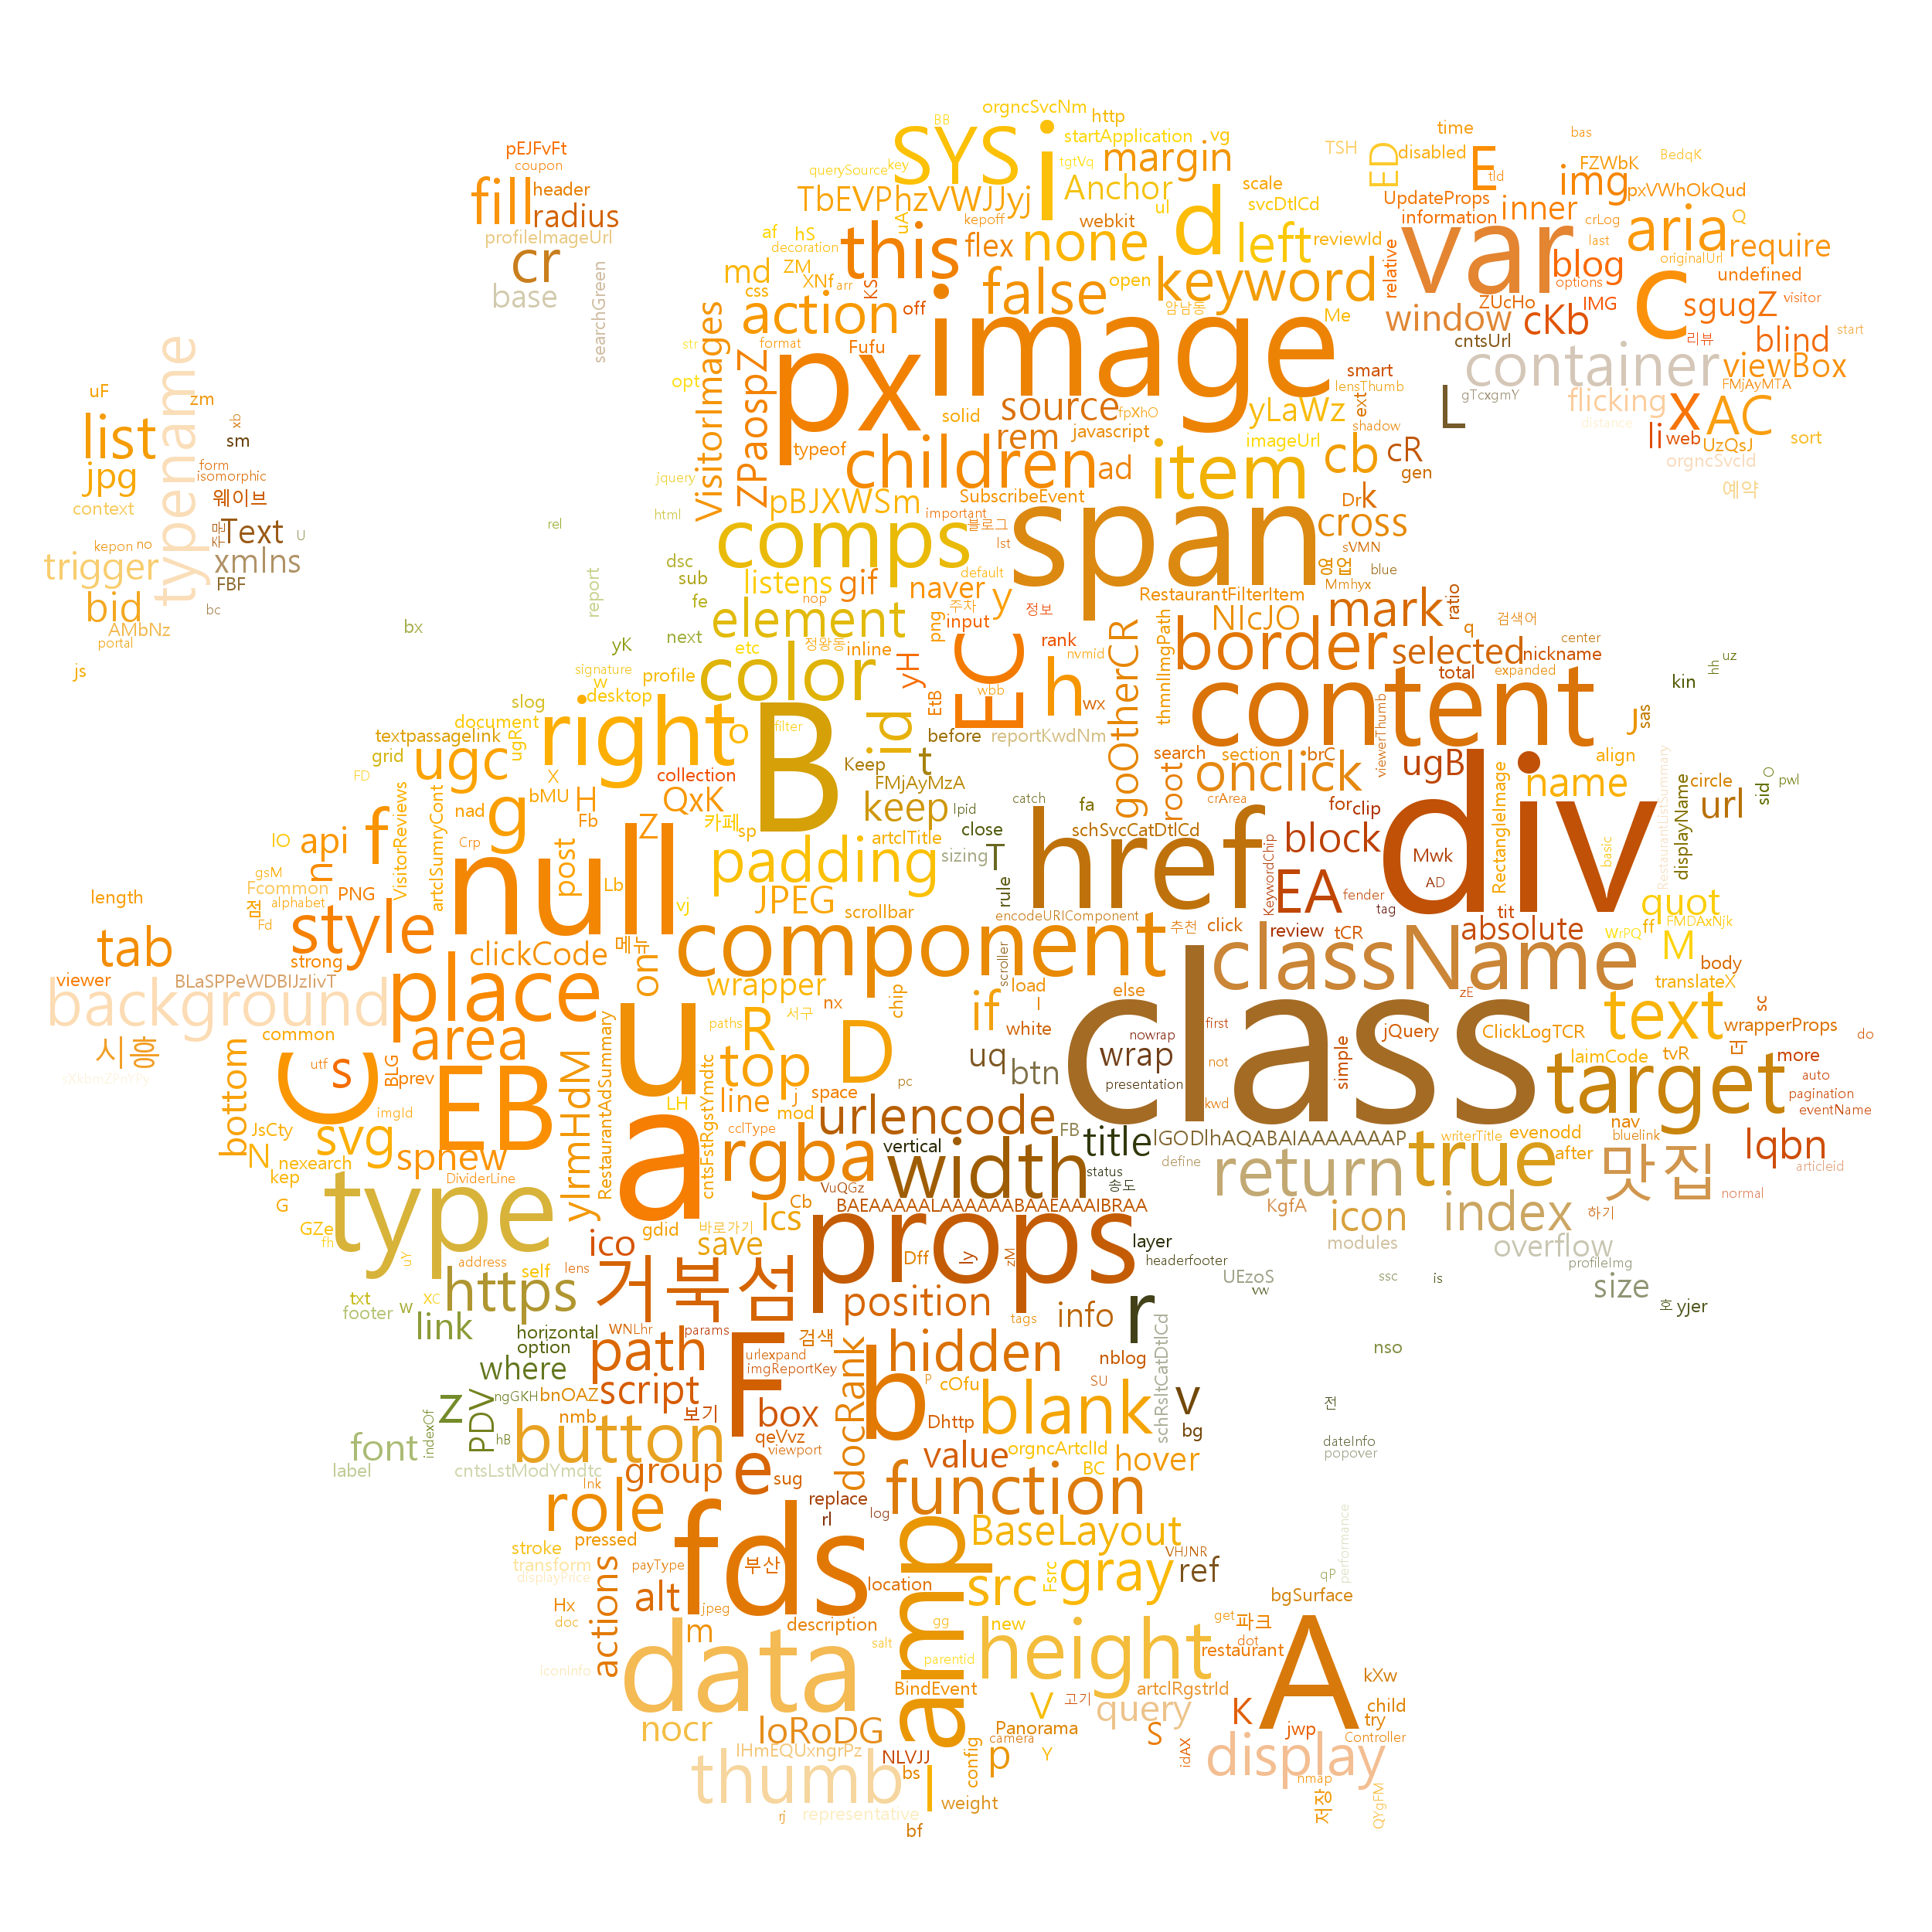 orgncSvcNm
http
BB
SYS
i
startApplication
vg
time
bas
pEJFvFt
coupon
fill
header
radius
profileImageUrl
cr
base
searchGreen
querySource
key
tgtVq
margin
TSH
disabled
ED
E
tld
FZWbK
BedqK
img
pxVWhOkQud
TbEVPhzVWJJyj
Anchor
d
scale
svcDtlCd
UpdateProps
information
inner
crLog
aria
Q
uA
kepoff
ul
webkit
af
hS
decoration
this
flex
none
left
reviewId
relative
var
last
blog
originalUrl
require
undefined
C
md
ZM
XNf
arr
KS
css
false
open
keyword
암남동
Me
options
ZUcHo
IMG
sgugZ
visitor
start
VisitorImages
action
off
image
window
cKb
리뷰
blind
format
Fufu
cntsUrl
container
viewBox
str
px
smart
lensThumb
FMjAyMTA
typename
uF
zm
list
xb
sm
opt
ZPaospZ
solid
source
fpXhO
yLaWz
ext
shadow
L
gTcxgmY
flicking
x
AC
distance
li
web
UzQsJ
sort
typeof
rem
javascript
imageUrl
cb
cR
gen
orgncSvcId
예약
jpg
form
isomorphic
context
웨이브
Text
U
jquery
children
ad
item
pBJXWSm
SubscribeEvent
Dr
k
rel
html
important
블로그
cross
kepon
no
trigger
xmlns
comps
lst
span
sVMN
영업
blue
bid
FBF
AMbNz
bc
portal
report
dsc
sub
fe
listens
gif
naver
default
nop
y
RestaurantFilterItem
Mmhyx
js
bx
yK
next
element
png
주차
input
정보
NIcJO
mark
ratio
q
검색어
center
etc
정황동
inline
EC
rank
border
selected
nickname
kin
hh
uz
signature
w
desktop
profile
color
yH
nvmid
h
goOtherCR
thmnlImgPath
total
expanded
slog
document
right
B
id
EtB
wbb
wx
content
J
sas
textpassagelink
grid
ugR
o
filter
before
reportKwdNm
search
section
brC
viewerThumb
align
FD
ugc
X
collection
Keep
t
FMjAyMzA
root
onclick
ugB
name
circle
O
pwl
nad
g
bMU
H
QxK
keep
lpid
catch
fa
crArea
for
clip
div
url
sid
displayName
IO
api
f
Crp
Fb
Z
카페
sp
artclTitle
close
schSvcCatDtlCd
block
Mwk
RectangleImage
basic
RestaurantListSummary
gsM
n
VisitorReviews
artclSumryCont
null
post
padding
sizing
T
href
AD
Fcommon
alphabet
length
점
Fd
PNG
Lb
vj
JPEG
scrollbar
rule
encodeURIComponent
EA
KeywordChip
fender
tag
tit
quot
FMDAxNjk
tab
style
strong
clickCode
메뉴
on
component
scroller
추천
click
review
tCR
absolute
WrPQ
ff
M
viewer
BLaSPPeWDBIJzIivT
place
wrapper
nx
chip
load
else
className
body
translateX
background
u
paths
R
서구
D
if
I
white
class
zE
text
sc
wrapperProps
do
시흥
common
area
top
nowrap
first
jQuery
ClickLogTCR
더
more
C
utf
s
BLG
prev
EB
ylrmHdM
RestaurantAdSummary
pc
uq
btn
wrap
presentation
not
simple
laimCode
tvR
target
auto
pagination
eventName
bottom
imgId
a
LH
cntsFstRgstYmdtc
line
j
space
mod
kwd
JsCty
svg
cclType
urlencode
FB
title
IGODlhAQABAIAAAAAAAP
writerTitle
evenodd
nav
bluelink
lqbn
N
nexearch
sphew
rgba
vertical
width
status
define
return
true
after
맛집
articleid
kep
DividerLine
VuQGz
송도
G
type
Cb
BAEAAAAALAAAAAABAAEAAAIBRAA
KgfA
icon
index
하기
normal
GZe
fh
gdid
바로가기
lcs
props
layer
modules
overflow
uY
address
ico
save
Dff
ly
zM
headerfooter
profileImg
self
lens
거북섬
UEzoS
vw
ssc
is
size
txt
XC
https
position
info
r
호
yjer
footer
w
link
horizontal
WNLhr
params
검색
tags
option
where
path
F
urlexpand
imgReportKey
b
hidden
nblog
schRsltCatDtlCd
nso
z
PDV
ngGKH
bnOAZ
script
docRank
P
cOfu
SU
v
전
indexOf
hB
nmb
보기
box
Dhttp
blank
bg
font
button
qeVvz
viewport
orgncArtclId
dateInfo
popover
label
cntsLstModYmdtc
group
e
value
BC
hover
lnk
sug
replace
function
role
fds
rl
log
performance
stroke
pressed
amp
BaseLayout
VHJNR
transform
displayPrice
payType
부산
location
src
Fsrc
gray
ref
qP
actions
alt
bgSurface
Hx
doc
jpeg
description
gg
new
get
파크
m
salt
dot
restaurant
A
data
parentid
height
iconInfo
BindEvent
artclRgstrId
kXw
V
고기
query
K
child
try
nocr
loRoDG
Panorama
S
jwp
Controller
IHmEQUxngrPz
NLVJJ
camera
Y
config
p
idAX
display
thumb
bs
l
nmap
representative
weight
저장
QYgFM
rj
bf